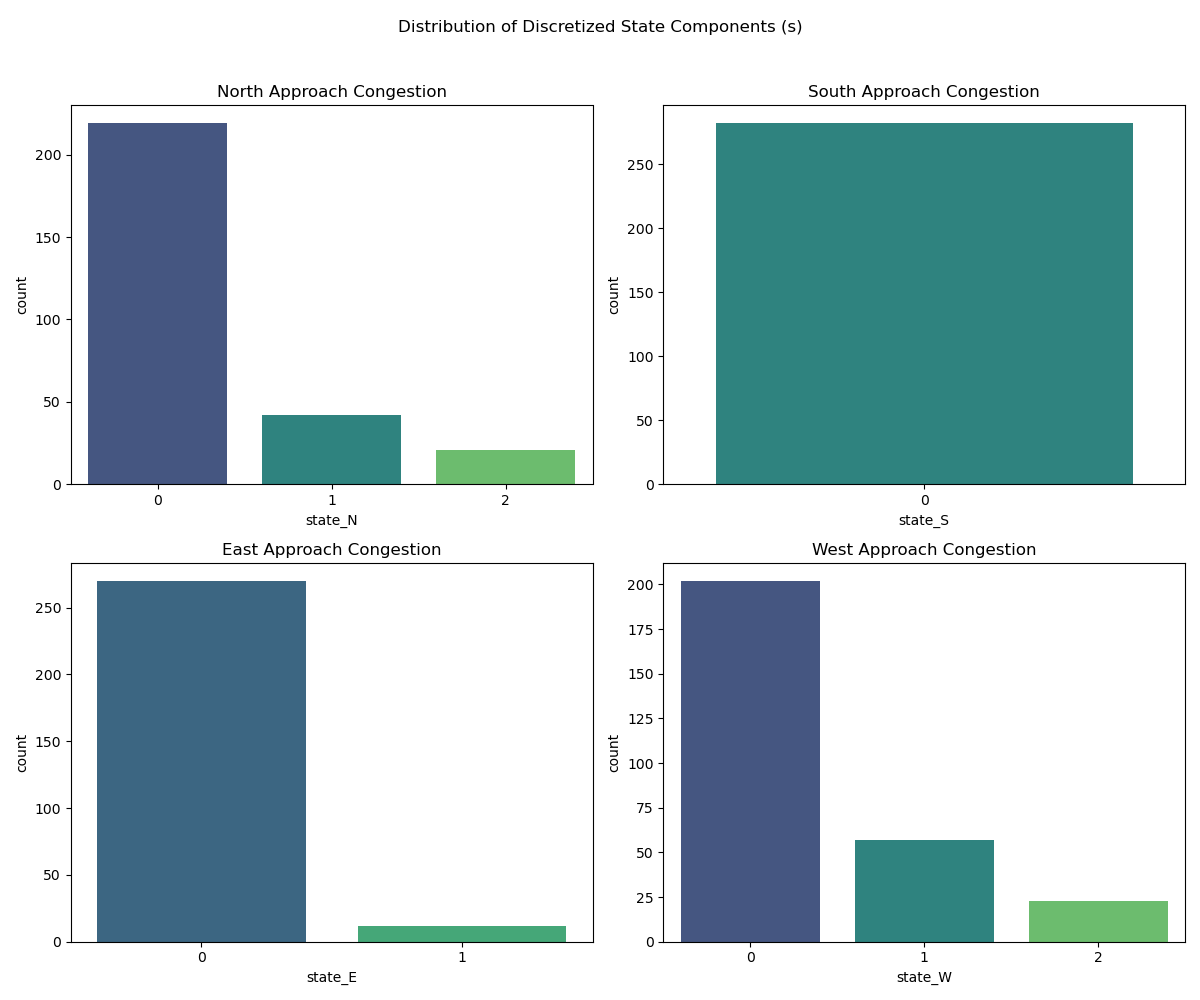 Distribution of Discretized State Components (s)
North Approach Congestion
200
150
100
50
0
count
0 1 2
state_N
South Approach Congestion
250
200
150
100
50
0
count
0
state_S
East Approach Congestion
250
200
150
100
50
0
count
0 1
state_E
West Approach Congestion
200
175
150
125
100
75
50
25
0
count
0 1 2
state_W